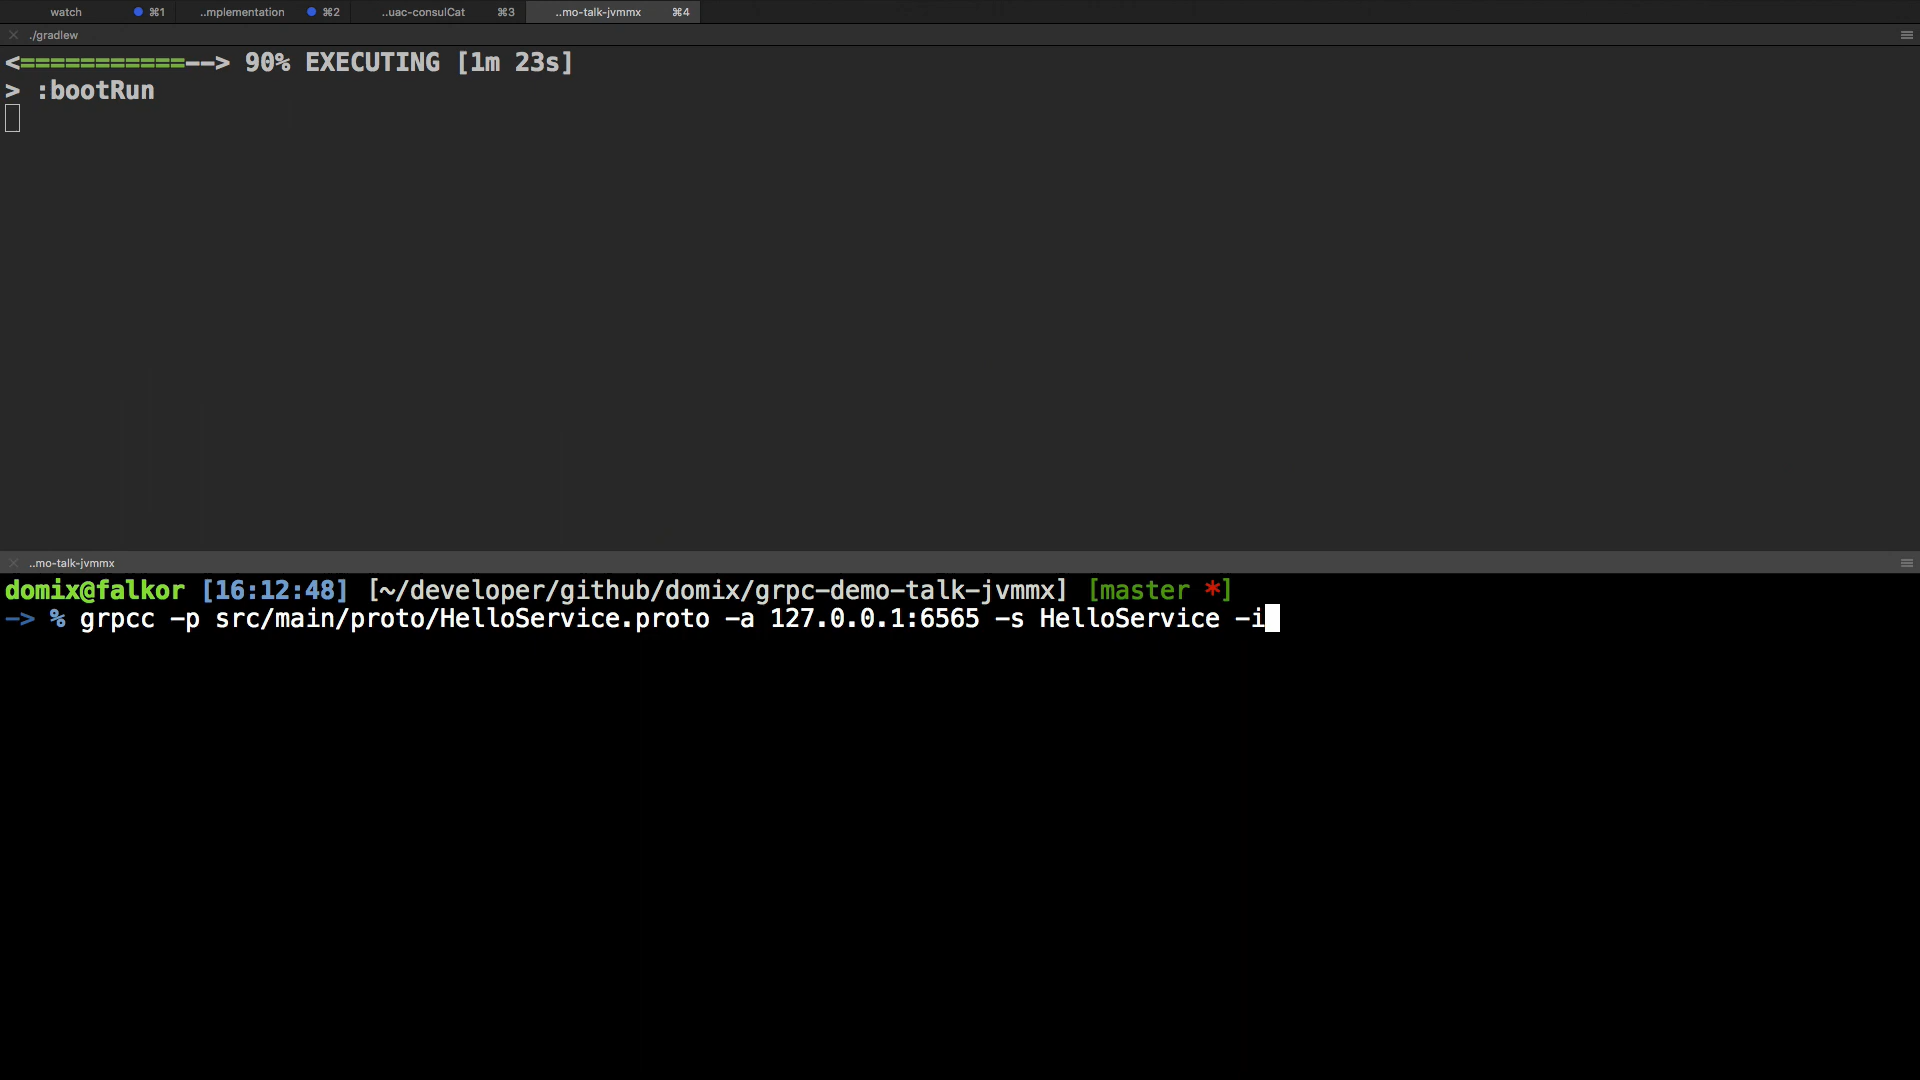 watch ⌘1 ..mplementation ⌘2 ..uac-consulCat ⌘3 ..mo-talk-jvmmx ⌘4
./gradlew
<===========--> 90% EXECUTING [1m 23s]
> :bootRun
..mo-talk-jvmmx
domix@falkor [16:12:48] [~/developer/github/domix/grpc-demo-talk-jvmmx] [master *]
-> % grpcc -p src/main/proto/HelloService.proto -a 127.0.0.1:6565 -s HelloService -i